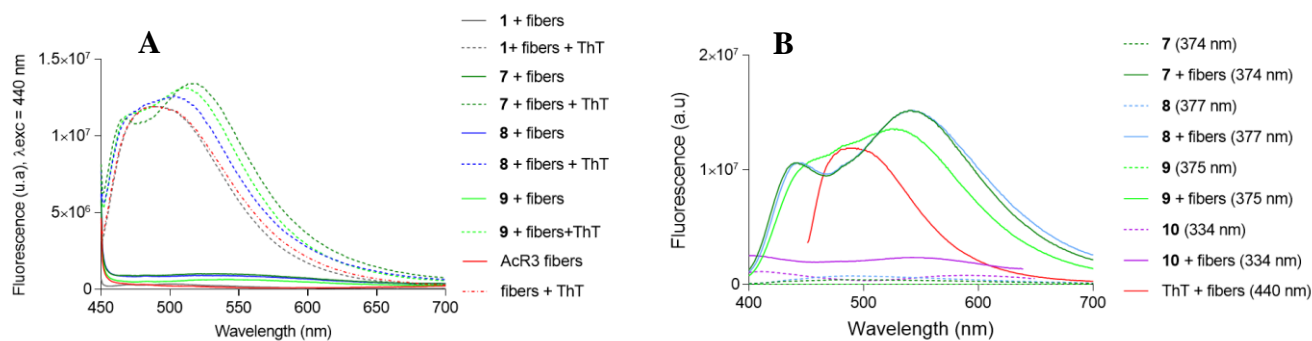 A
Fluorescence (u.a), λ.exc = 440 nm
1.5×10⁷
1×10⁷
5×10⁶
0
450 500 550 600 650 700
Wavelength (nm)
1 + fibers
1+ fibers + ThT
7 + fibers
7 + fibers + ThT
8 + fibers
8 + fibers + ThT
9 + fibers
9 + fibers+ThT
AcR3 fibers
fibers + ThT
B
Fluorescence (a.u)
2×10⁷
1×10⁷
0
400 500 600 700
Wavelength (nm)
7 (374 nm)
7 + fibers (374 nm)
8 (377 nm)
8 + fibers (377 nm)
9 (375 nm)
9 + fibers (375 nm)
10 (334 nm)
10 + fibers (334 nm)
ThT + fibers (440 nm)